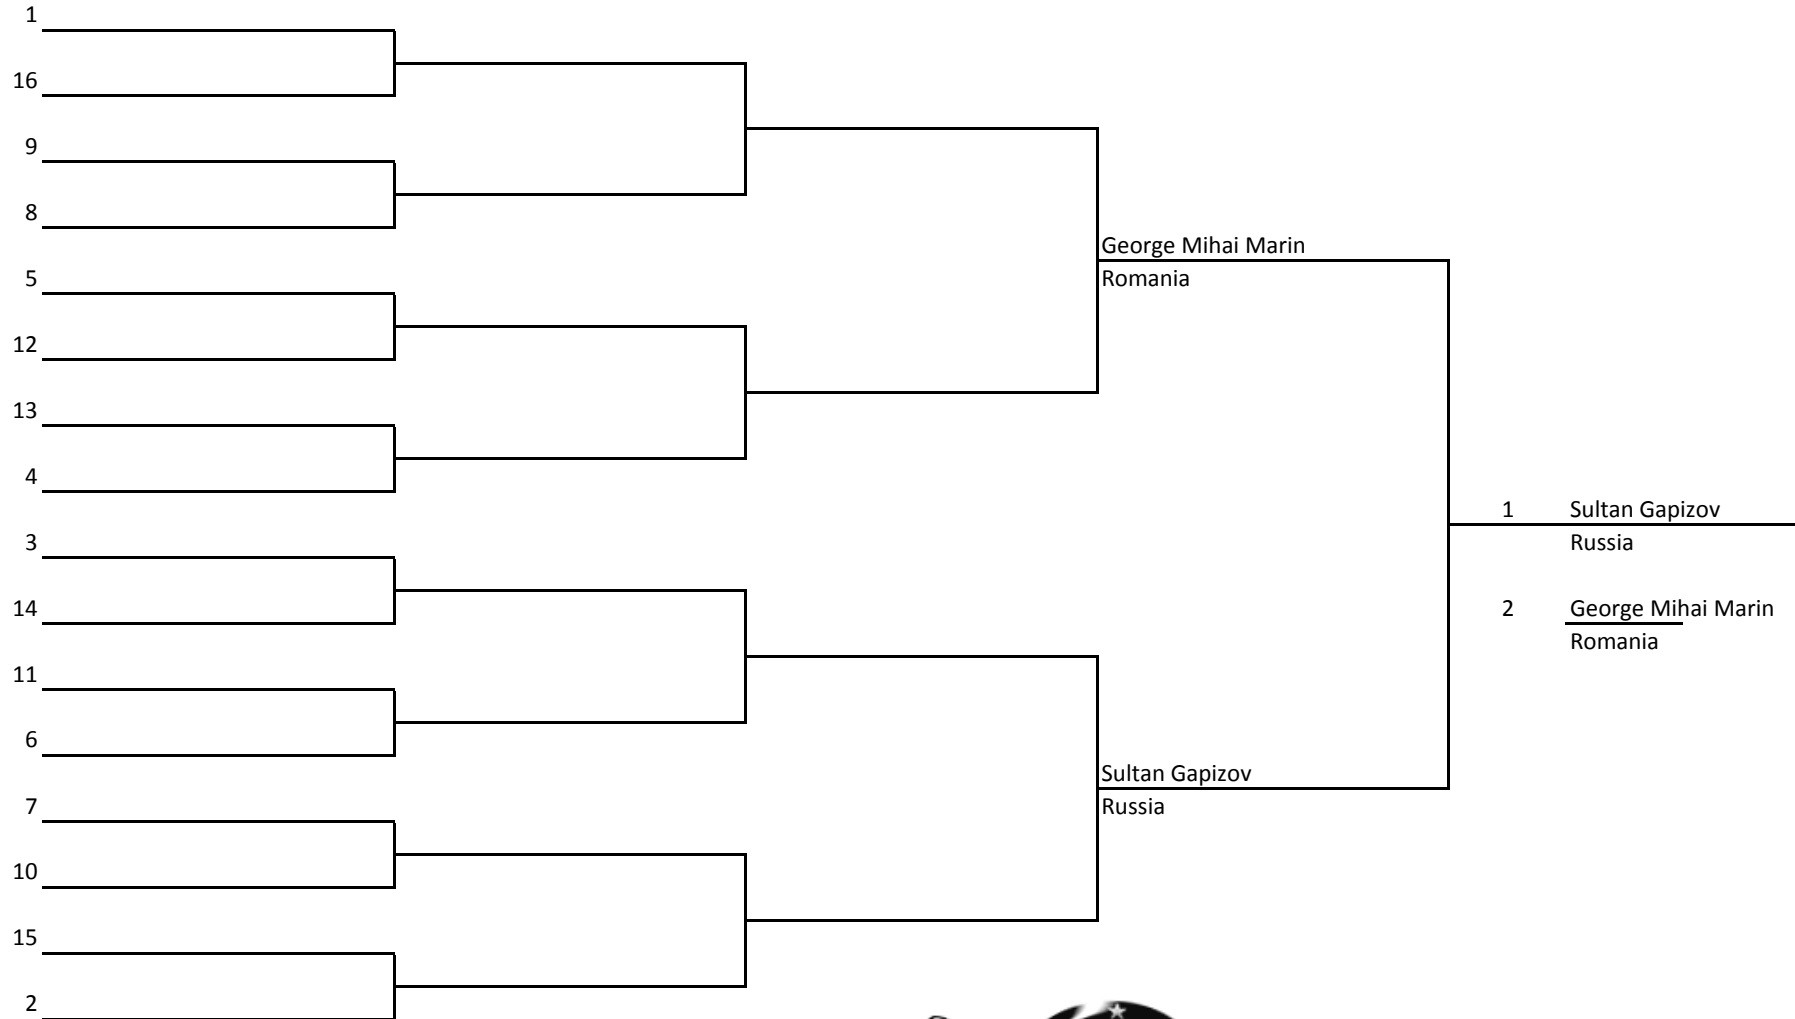 1
16
9
8
5
12
13
4
3
14
11
6
7
10
15
2
George Mihai Marin
Romania
Sultan Gapizov
Russia
1 Sultan Gapizov
Russia
2 George Mihai Marin
Romania